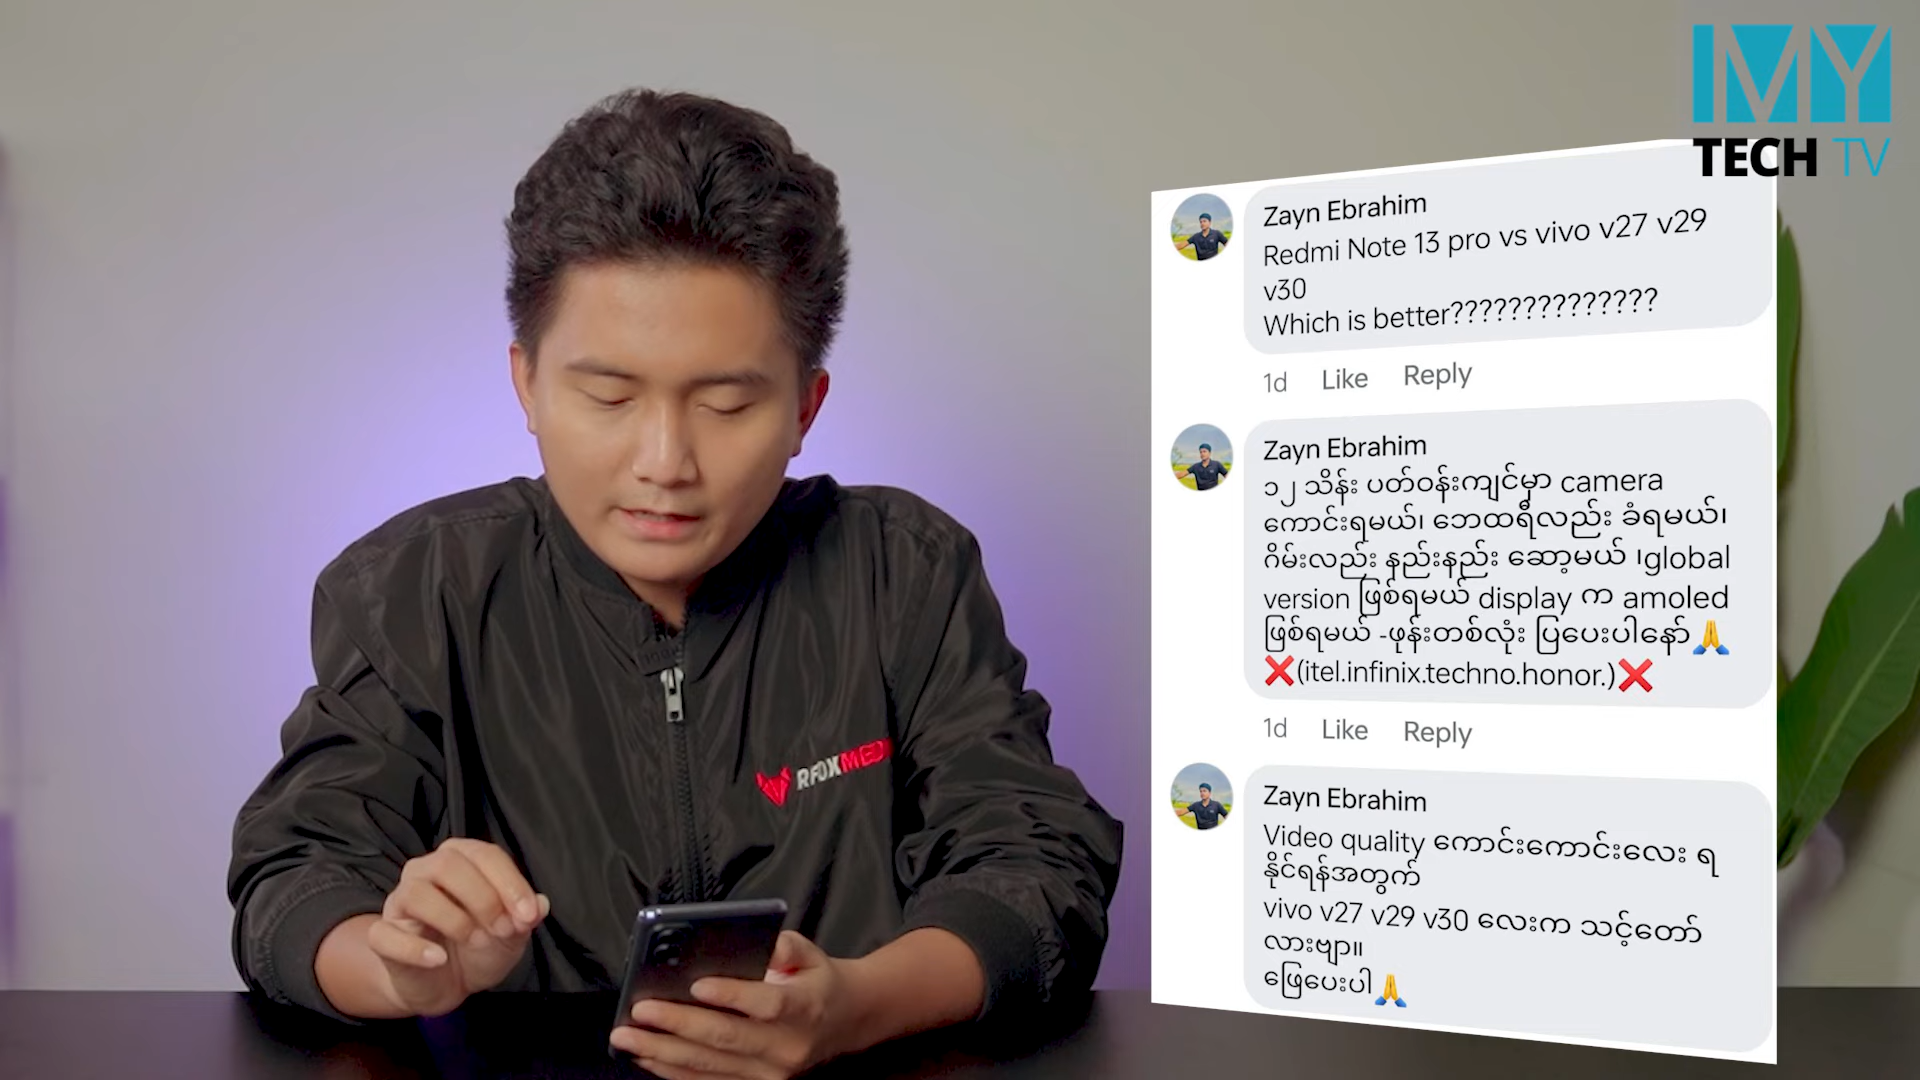 MY
TECH TV
Zayn Ebrahim
Redmi Note 13 pro vs vivo v27 v29
v30
Which is better??????????????
1d Like Reply
Zayn Ebrahim
၁၂ သိန်း ပတ်ဝန်းကျင်မှာ camera
ကောင်းရမယ်၊ ဘေထရီလည်း ခံရမယ်၊
ဂိမ်းလည်း နည်းနည်း ဆော့မယ် ၊global
version ဖြစ်ရမယ် display က amoled
ဖြစ်ရမယ် -ဖုန်းတစ်လုံး ပြပေးပါနော်🙏
❌(itel.infinix.techno.honor.)❌
1d Like Reply
Zayn Ebrahim
Video quality ကောင်းကောင်းလေး ရ
နိုင်ရန်အတွက်
vivo v27 v29 v30 လေးက သင့်တော်
လားဗျာ။
ဖြေပေးပါ🙏
RFOXMED